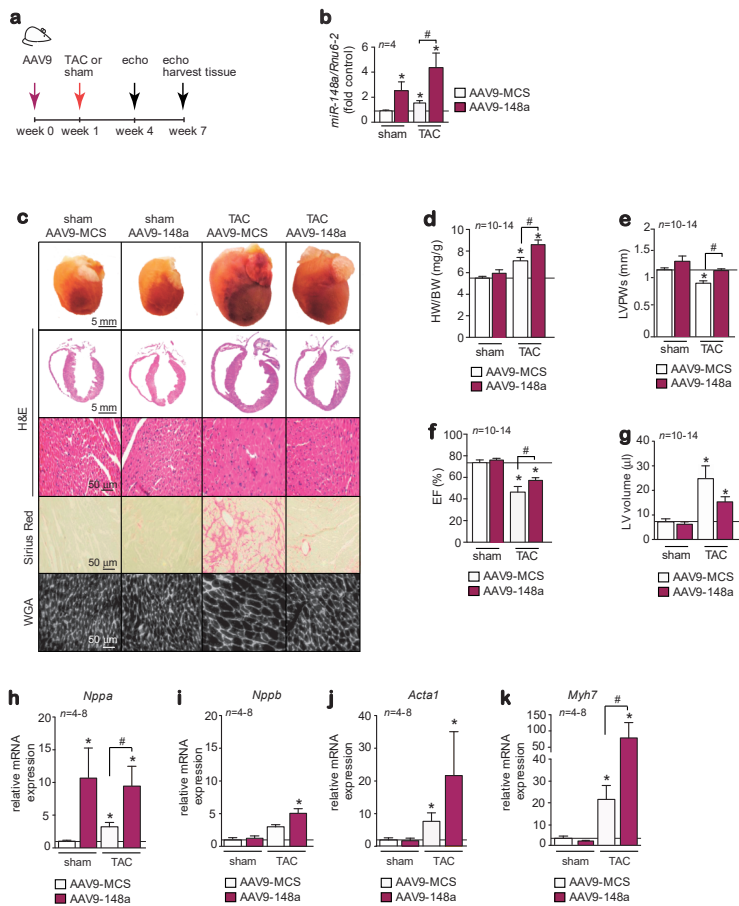 a
AAV9
TAC or
sham
echo
echo
harvest tissue
week 0
week 1
week 4
week 7
b
miR-148a/Rnu6-2
(fold control)
n=4
#
*
*
*
6
4
2
0
sham
TAC
AAV9-MCS
AAV9-148a
c
sham
AAV9-MCS
sham
AAV9-148a
TAC
AAV9-MCS
TAC
AAV9-148a
5 mm
5 mm
H&E
50 µm
Sirius Red
50 µm
WGA
50 µm
d
HW/BW (mg/g)
n=10-14
#
*
*
10
8
6
4
2
0
sham
TAC
AAV9-MCS
AAV9-148a
e
LVPWs (mm)
n=10-14
#
*
2
1.5
1
0.5
0
sham
TAC
AAV9-MCS
AAV9-148a
f
EF (%)
n=10-14
#
*
*
100
80
60
40
20
0
sham
TAC
AAV9-MCS
AAV9-148a
g
LV volume (µl)
n=10-14
*
*
40
30
20
10
0
sham
TAC
AAV9-MCS
AAV9-148a
h
Nppa
relative mRNA
expression
n=4-8
#
*
*
*
20
15
10
5
0
sham
TAC
AAV9-MCS
AAV9-148a
i
Nppb
relative mRNA
expression
n=4-8
*
20
15
10
5
0
sham
TAC
AAV9-MCS
AAV9-148a
j
Acta1
relative mRNA
expression
n=4-8
*
*
40
30
20
10
0
sham
TAC
AAV9-MCS
AAV9-148a
k
Myh7
relative mRNA
expression
n=4-8
#
*
*
150
100
50
40
30
20
10
0
sham
TAC
AAV9-MCS
AAV9-148a